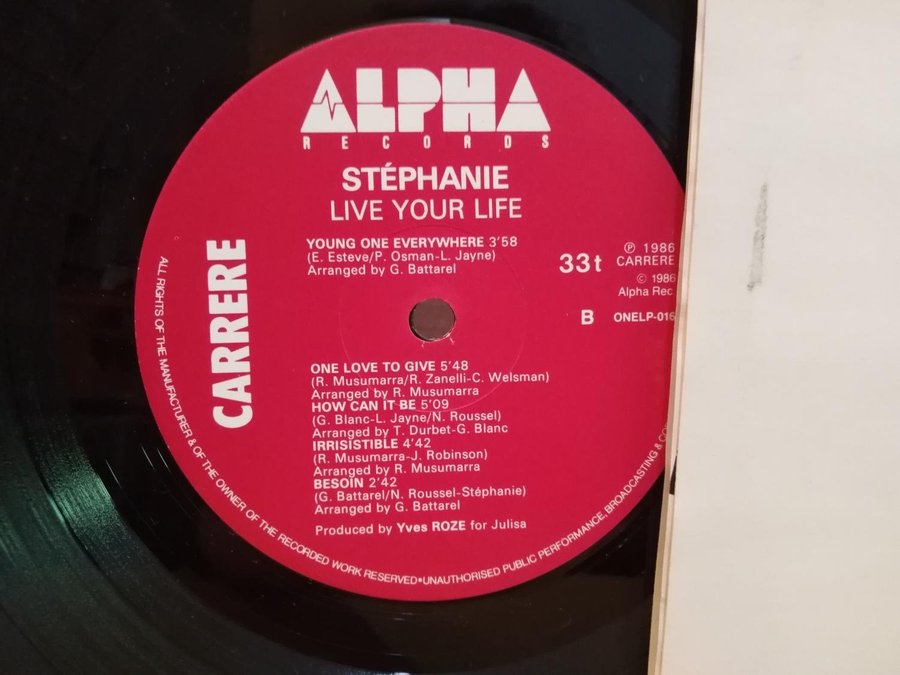 ALPHA
RECORDS
STÉPHANIE
LIVE YOUR LIFE
YOUNG ONE EVERYWHERE 3'58
(E. Esteve/P. Osman-L. Jayne)
Arranged by G. Battarel
33t
℗ 1986
CARRERE
© 1986
Alpha Rec
B ONELP-016
CARRERE
ONE LOVE TO GIVE 5'48
(R. Musumarra/R. Zanelli-C. Welsman)
Arranged by R. Musumarra
HOW CAN IT BE 5'09
(G. Blanc-L. Jayne/N. Roussel)
Arranged by T. Durbet-G. Blanc
IRRISISTIBLE 4'42
(R. Musumarra-J. Robinson)
Arranged by R. Musumarra
BESOIN 2'42
(G. Battarel/N. Roussel-Stéphanie)
Arranged by G. Battarel
Produced by Yves ROZE for Julisa
ALL RIGHTS OF THE MANUFACTURER & OF THE OWNER OF THE RECORDED WORK RESERVED•UNAUTHORISED PUBLIC PERFORMANCE, BROADCASTING & CO